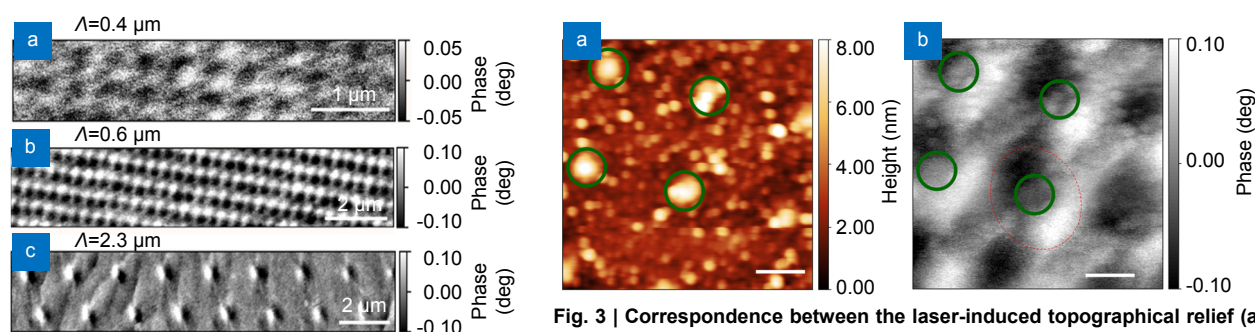 a
Λ=0.4 μm
1 μm
0.05
0.00
-0.05
Phase
(deg)
b
Λ=0.6 μm
2 μm
0.10
0.00
-0.10
Phase
(deg)
c
Λ=2.3 μm
2 μm
0.10
0.00
-0.10
Phase
(deg)
a
8.00
6.00
4.00
2.00
0.00
Height (nm)
b
0.10
0.00
-0.10
Phase (deg)
Fig. 3 | Correspondence between the laser-induced topographical relief (a